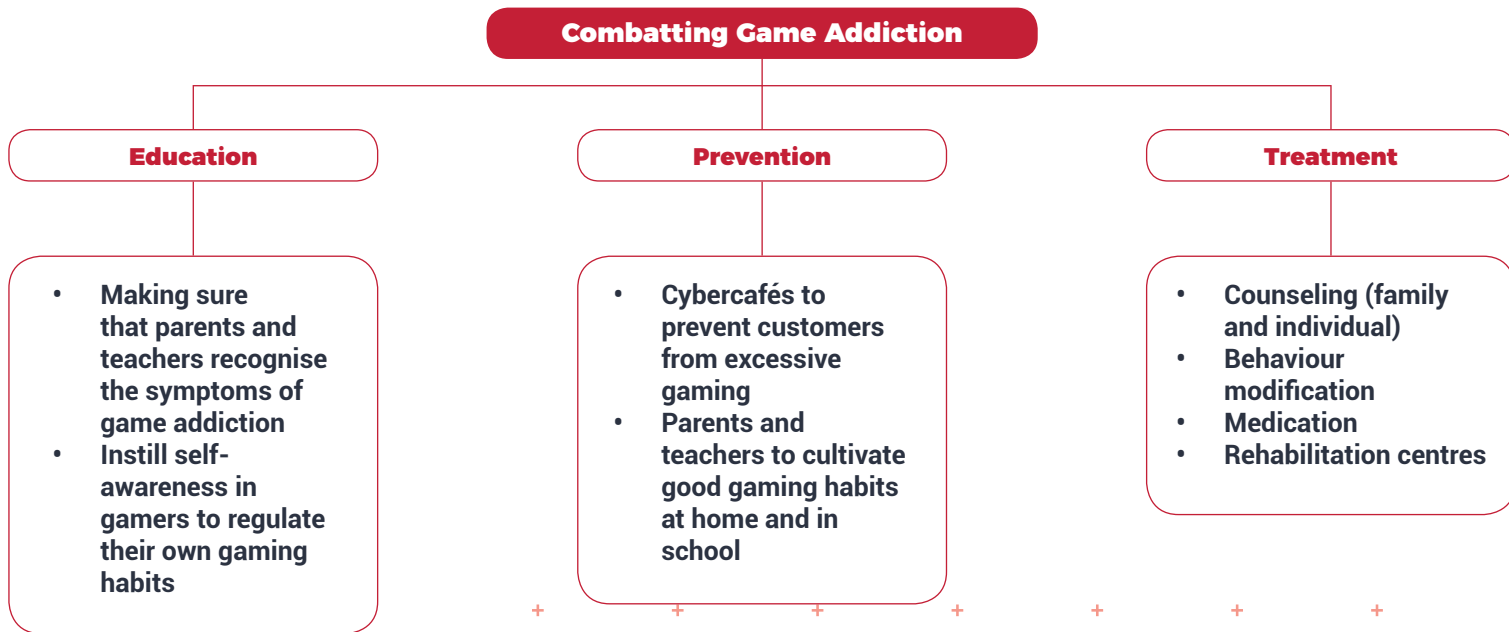 Combatting Game Addiction
Education
Prevention
Treatment
• Making sure
that parents and
teachers recognise
the symptoms of
game addiction
• Instill self-
awareness in
gamers to regulate
their own gaming
habits
• Cybercafés to
prevent customers
from excessive
gaming
• Parents and
teachers to cultivate
good gaming habits
at home and in
school
• Counseling (family
and individual)
• Behaviour
modification
• Medication
• Rehabilitation centres